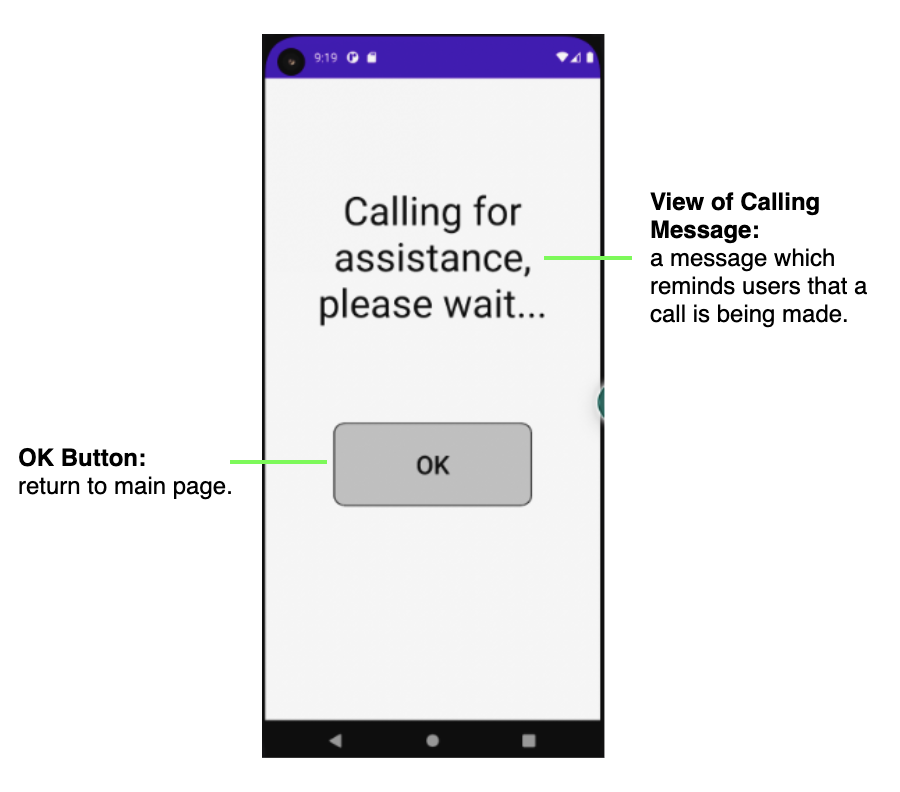 9:19
Calling for
assistance,
please wait...
View of Calling
Message:
a message which
reminds users that a
call is being made.
OK Button:
return to main page.
OK